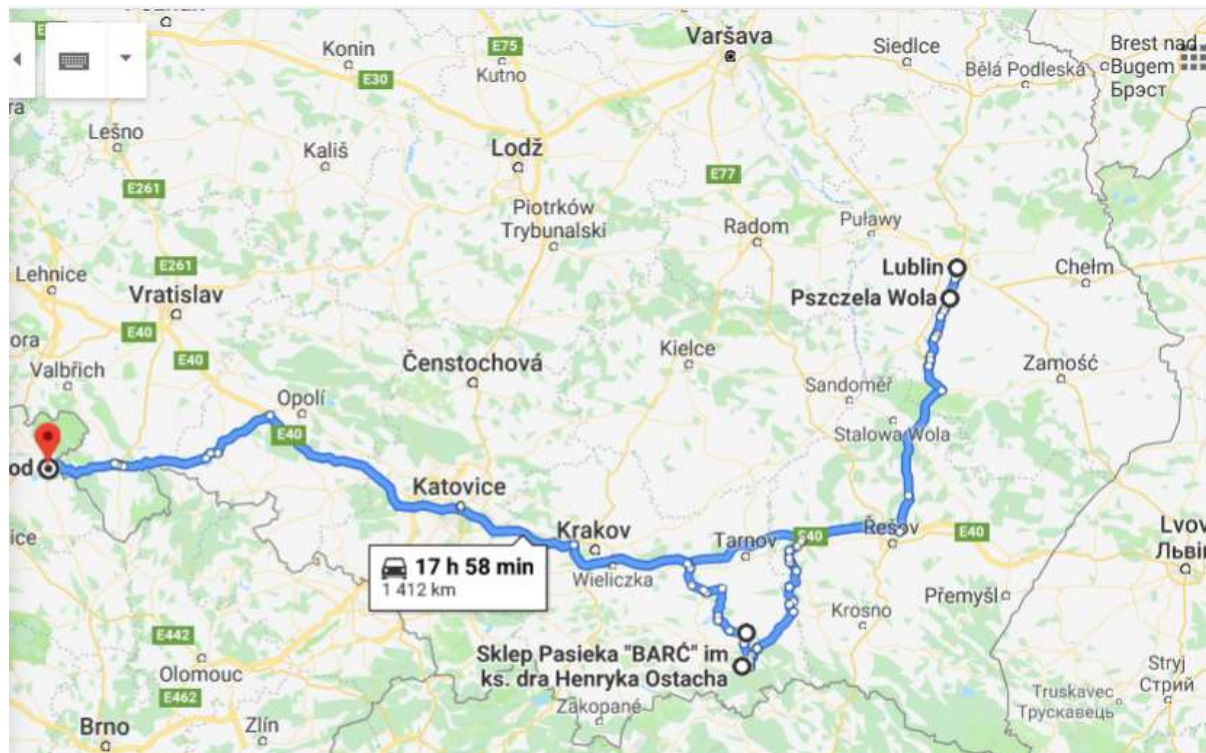 Konin
E75
Kutno
E30
Varšava
Siedlce
Bělá Podleská
Brest nad
Bugem
Брэст
Lešno
Kališ
Lodž
E261
E77
Piotrków
Trybunalski
Radom
Puławy
Lublin
Chełm
Pszczela Wola
E261
Lehnice
Vratislav
E40
ora
Valbřich
E40
Čenstochová
Kielce
Sandoměř
Zamość
Opolí
E40
Stalowa Wola
od
Katovice
Krakov
Wieliczka
Tarnov
E40
Řešov
E40
Lvov
Львів
ice
17 h 58 min
1 412 km
Krosno
Přemyšl
E442
Olomouc
E462
Sklep Pasieka "BARĆ" im
ks. dra Henryka Ostacha
Zakopané
Stryj
Стрий
Truskavec
Трускавець
Brno
Zlín